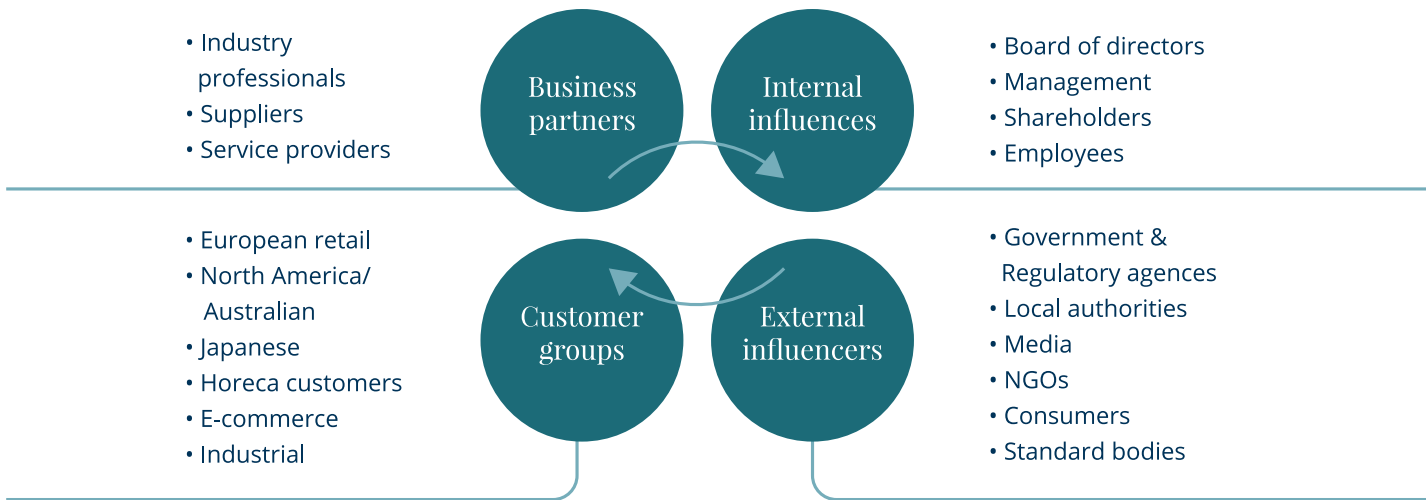 • Industry
professionals
• Suppliers
• Service providers
Business
partners
Internal
influences
• Board of directors
• Management
• Shareholders
• Employees
• European retail
• North America/
Australian
• Japanese
• Horeca customers
• E-commerce
• Industrial
Customer
groups
External
influencers
• Government &
Regulatory agences
• Local authorities
• Media
• NGOs
• Consumers
• Standard bodies